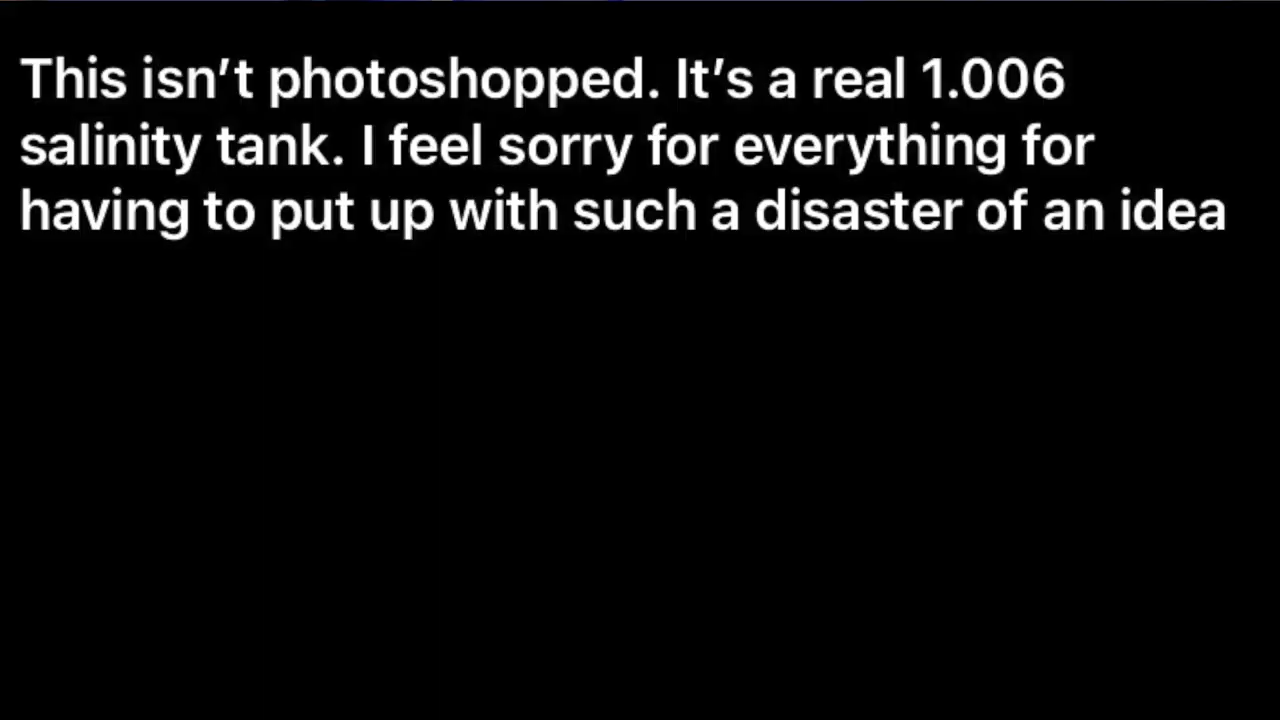 This isn’t photoshopped. It’s a real 1.006
salinity tank. I feel sorry for everything for
having to put up with such a disaster of an idea